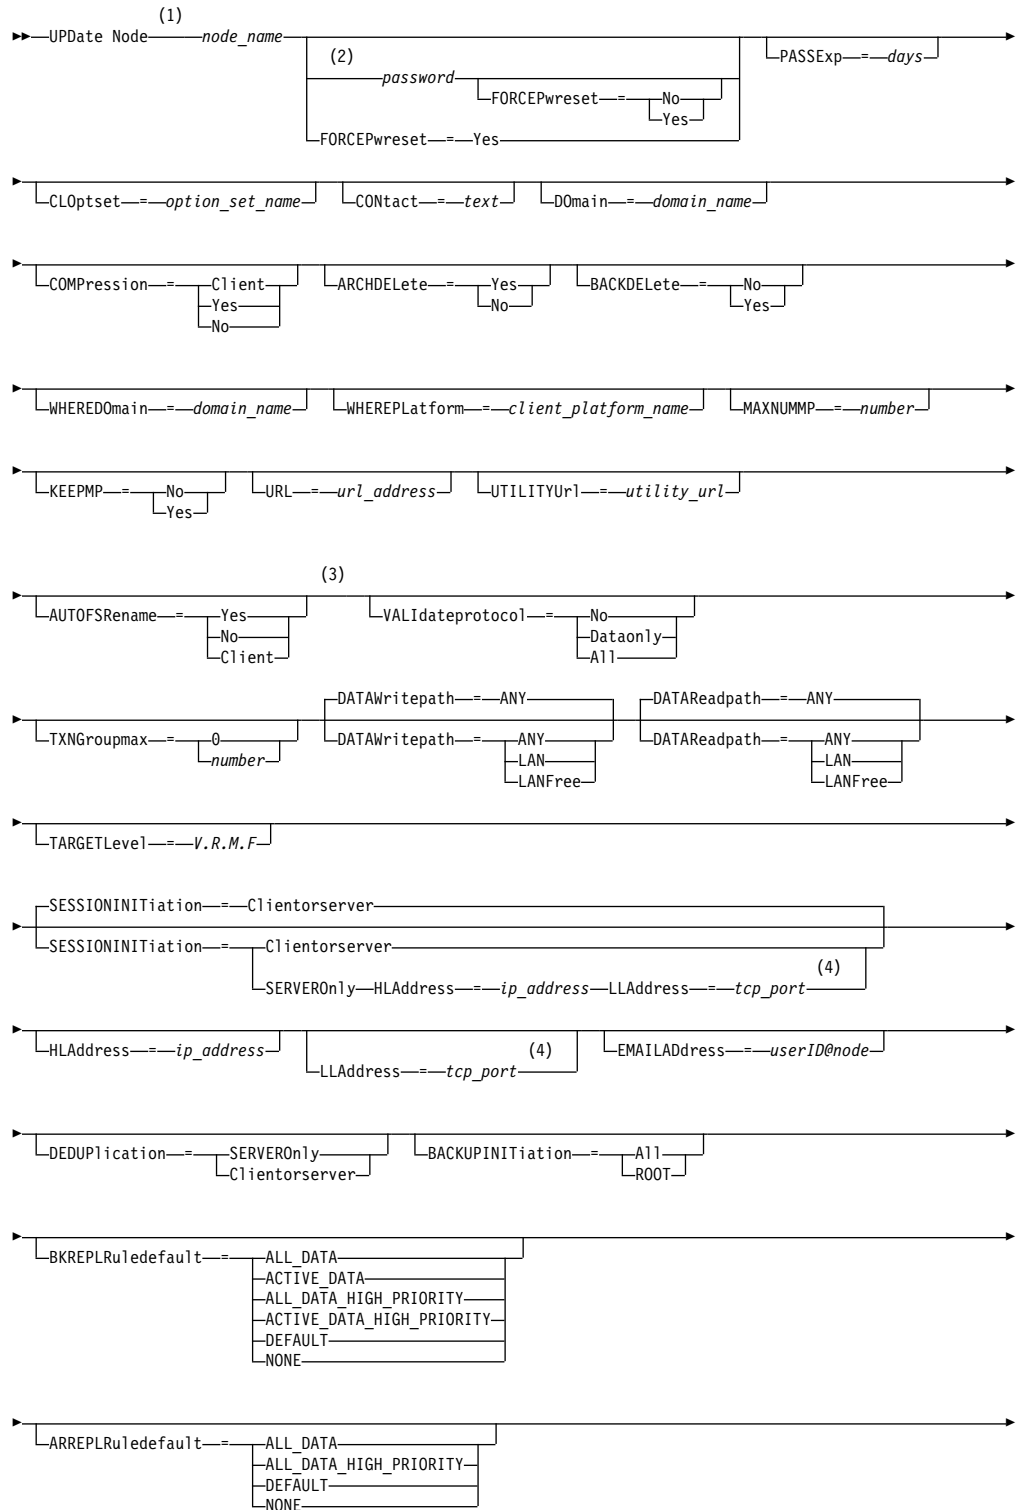 (1)
UPDate Node node_name
(2)
password
FORCEPwreset = No
Yes
FORCEPwreset = Yes
PASSExp = days
CLOptset = option_set_name CONtact = text DOmain = domain_name
COMPression = Client
Yes
No
ARCHDELete = Yes
No
BACKDELete = No
Yes
WHEREDOmain = domain_name WHEREPLatform = client_platform_name MAXNUMMP = number
KEEPMP = No
Yes
URL = url_address UTILITYUrl = utility_url
(3)
AUTOFSRename = Yes
No
Client
VALIdateprotocol = No
Dataonly
All
TXNGroupmax = 0
number
DATAWritepath = ANY
DATAWritepath = ANY
LAN
LANFree
DATAReadpath = ANY
DATAReadpath = ANY
LAN
LANFree
TARGETLevel = V.R.M.F
SESSIONINITiation = Clientorserver
SESSIONINITiation = Clientorserver
(4)
SERVEROnly HLAddress = ip_address LLAddress = tcp_port
HLAddress = ip_address
(4)
LLAddress = tcp_port
EMAILADdress = userID@node
DEDUPlication = SERVEROnly
Clientorserver
BACKUPINITiation = All
ROOT
BKREPLRuledefault = ALL_DATA
ACTIVE_DATA
ALL_DATA_HIGH_PRIORITY
ACTIVE_DATA_HIGH_PRIORITY
DEFAULT
NONE
ARREPLRuledefault = ALL_DATA
ALL_DATA_HIGH_PRIORITY
DEFAULT
NONE